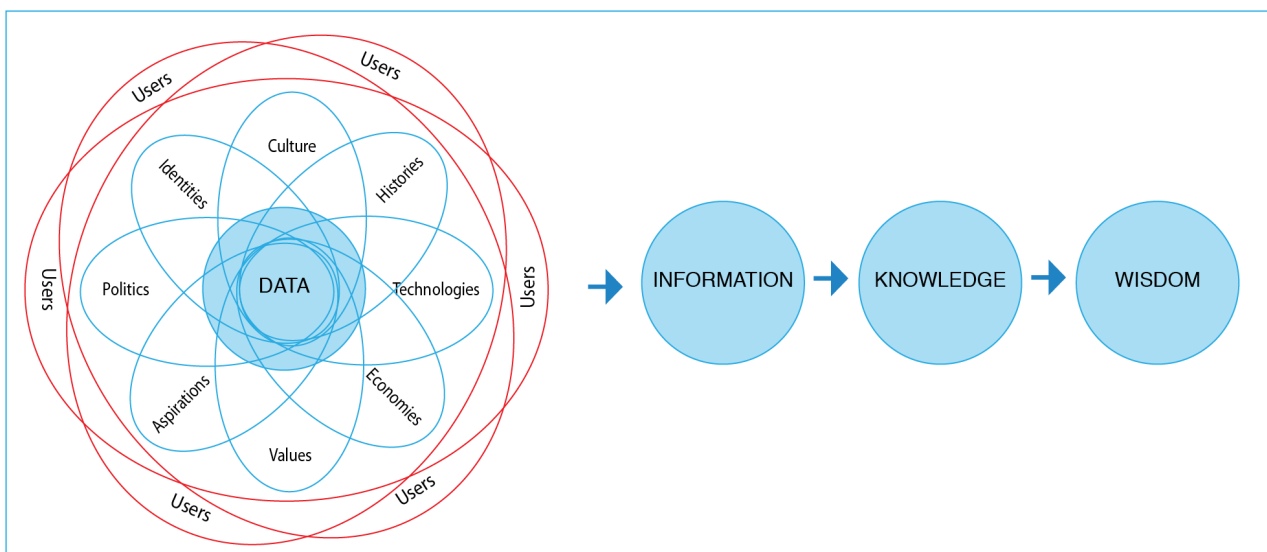 Users
Users
Culture
Identities
Histories
Users
Politics
DATA
Technologies
Users
Aspirations
Economies
Values
Users
Users
INFORMATION
KNOWLEDGE
WISDOM